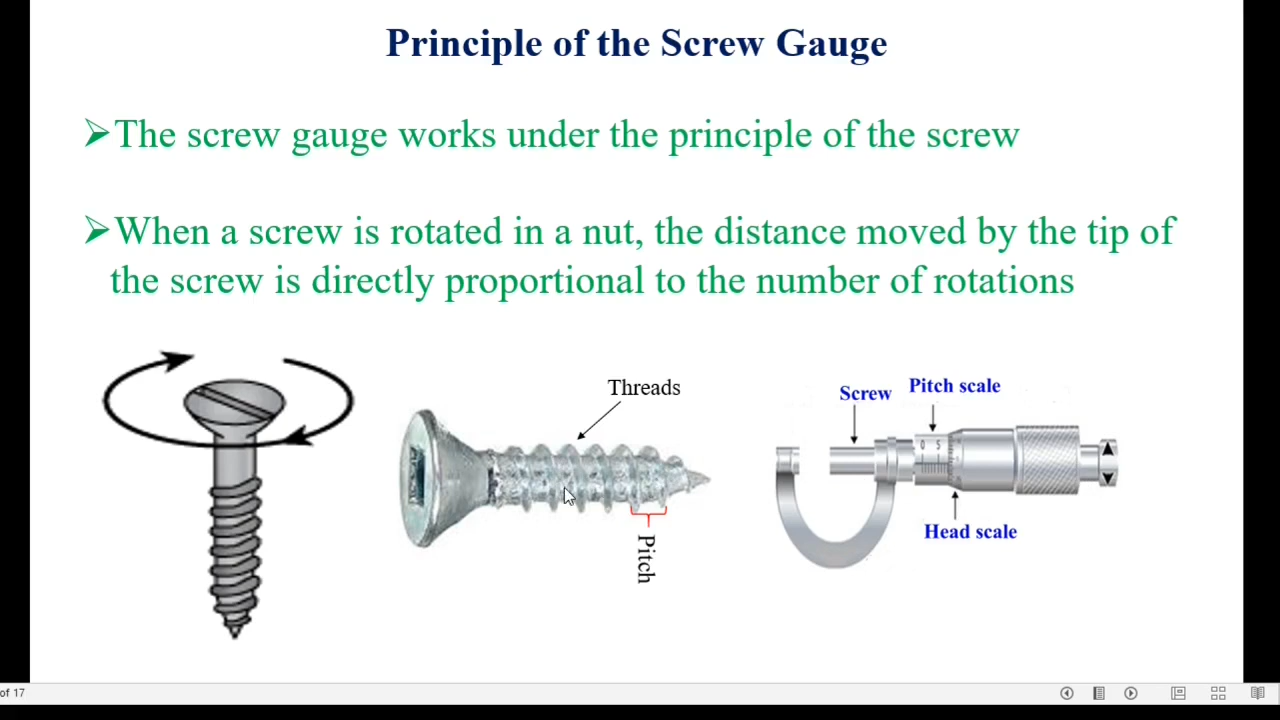 Principle of the Screw Gauge
➢The screw gauge works under the principle of the screw
➢When a screw is rotated in a nut, the distance moved by the tip of
the screw is directly proportional to the number of rotations
Threads
Pitch
Screw
Pitch scale
0 5
Head scale
of 17